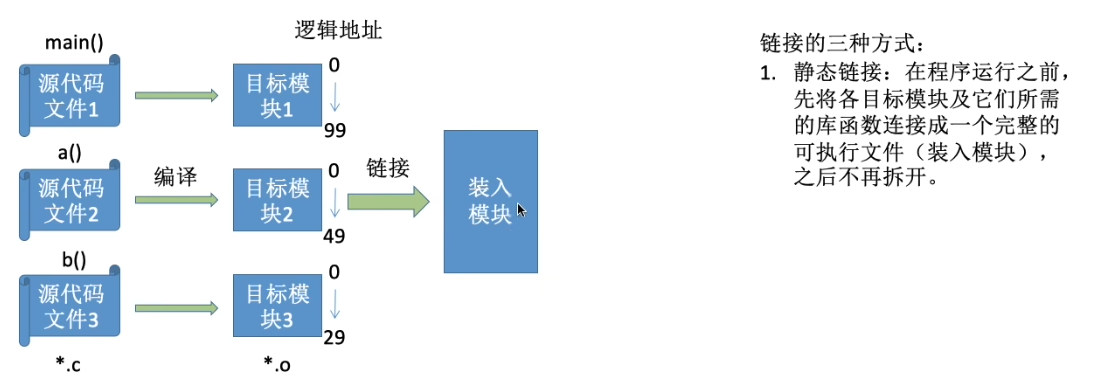 逻辑地址
main()
源代码
文件1
目标模
块1
0
99
a()
源代码
文件2
编译
目标模
块2
0
49
链接
装入
模块
b()
源代码
文件3
目标模
块3
0
29
*.c
*.o
链接的三种方式：
1. 静态链接：在程序运行之前，
先将各目标模块及它们所需
的库函数连接成一个完整的
可执行文件（装入模块），
之后不再拆开。